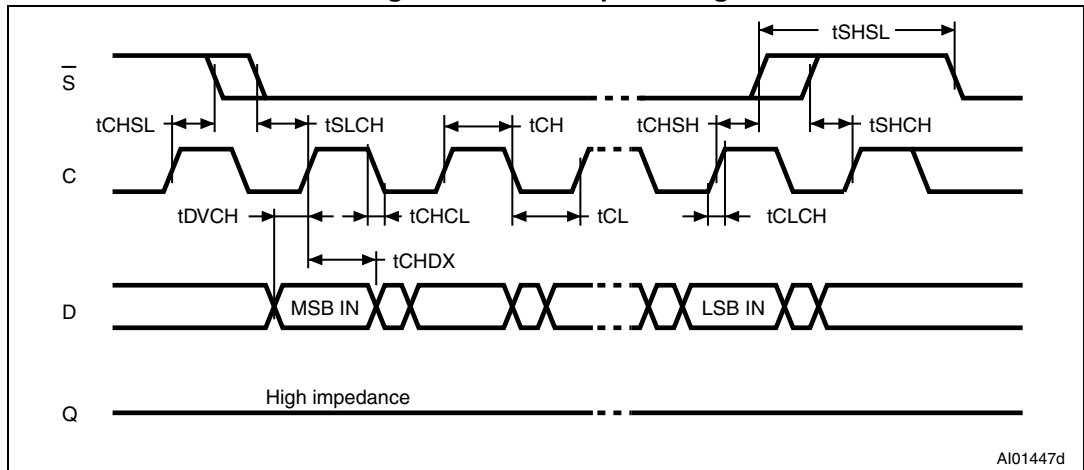 tSHSL
S
tCHSL
tSLCH
tCH
tCHSH
tSHCH
C
tDVCH
tCHCL
tCL
tCLCH
tCHDX
D
MSB IN
LSB IN
High impedance
Q
AI01447d